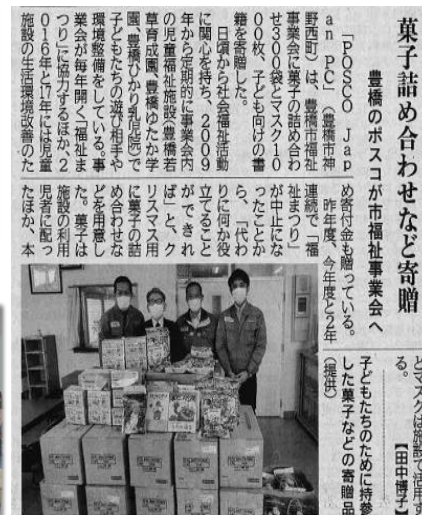 菓子詰め合わせなど寄贈
豊橋のポスコが市福祉事業会へ
「POSCO Jap
an PC」(豊橋市神
野西町)は、豊橋市福祉
事業会に菓子の詰め合わ
せ300袋とマスク10
00枚、子ども向けの書
籍を寄贈した。
日頃から社会福祉活動
に関心を持ち、2009
年から定期的に事業会内
の児童福祉施設(豊橋若
草育成園、豊橋ゆたか学
園、豊橋ひかり乳児院)で
子どもたちの遊び相手や
環境整備をしている。事
業会が毎年開く「福祉ま
つり」に協力するほか、2
016年と17年には児童
施設の生活環境改善のた
め寄付金も贈っている。
昨年度、今年度と2年
連続で「福
祉まつり」
が中止にな
ったことか
ら、「代わ
りに何か役
立てること
ができれ
ば」と、ク
リスマス用
に菓子の詰
め合わせな
どを用意し
た。菓子は
施設の利用
児者に配っ
たほか、本
とマスクは施設で活用す
る。
【田中博子】
子どもたちのために持参
した菓子などの寄贈品
(提供)